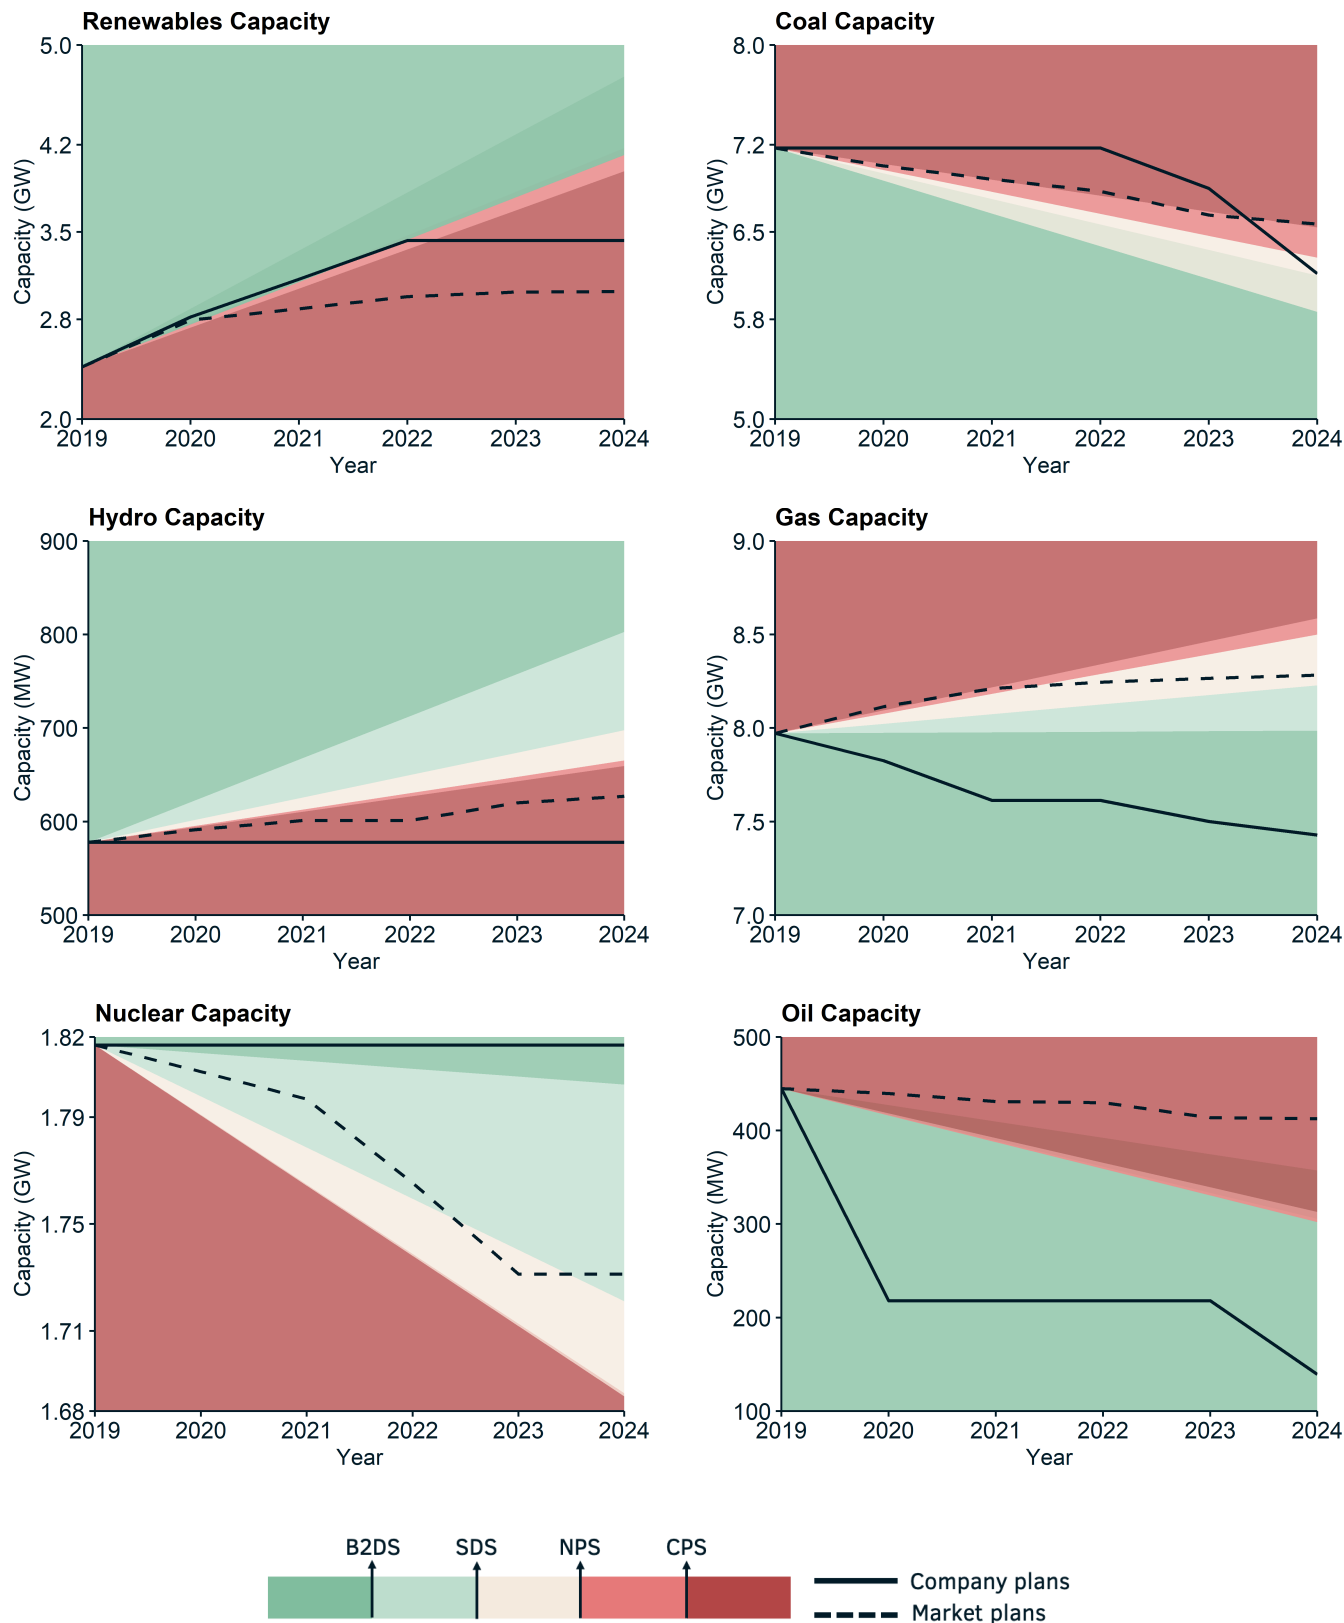 Renewables Capacity
Capacity (GW)
5.0
4.2
3.5
2.8
2.0
2019 2020 2021 2022 2023 2024
Year
Coal Capacity
Capacity (GW)
8.0
7.2
6.5
5.8
5.0
2019 2020 2021 2022 2023 2024
Year
Hydro Capacity
Capacity (MW)
900
800
700
600
500
2019 2020 2021 2022 2023 2024
Year
Gas Capacity
Capacity (GW)
9.0
8.5
8.0
7.5
7.0
2019 2020 2021 2022 2023 2024
Year
Nuclear Capacity
Capacity (GW)
1.82
1.79
1.75
1.71
1.68
2019 2020 2021 2022 2023 2024
Year
Oil Capacity
Capacity (MW)
500
400
300
200
100
2019 2020 2021 2022 2023 2024
Year
B2DS SDS NPS CPS
Company plans
Market plans